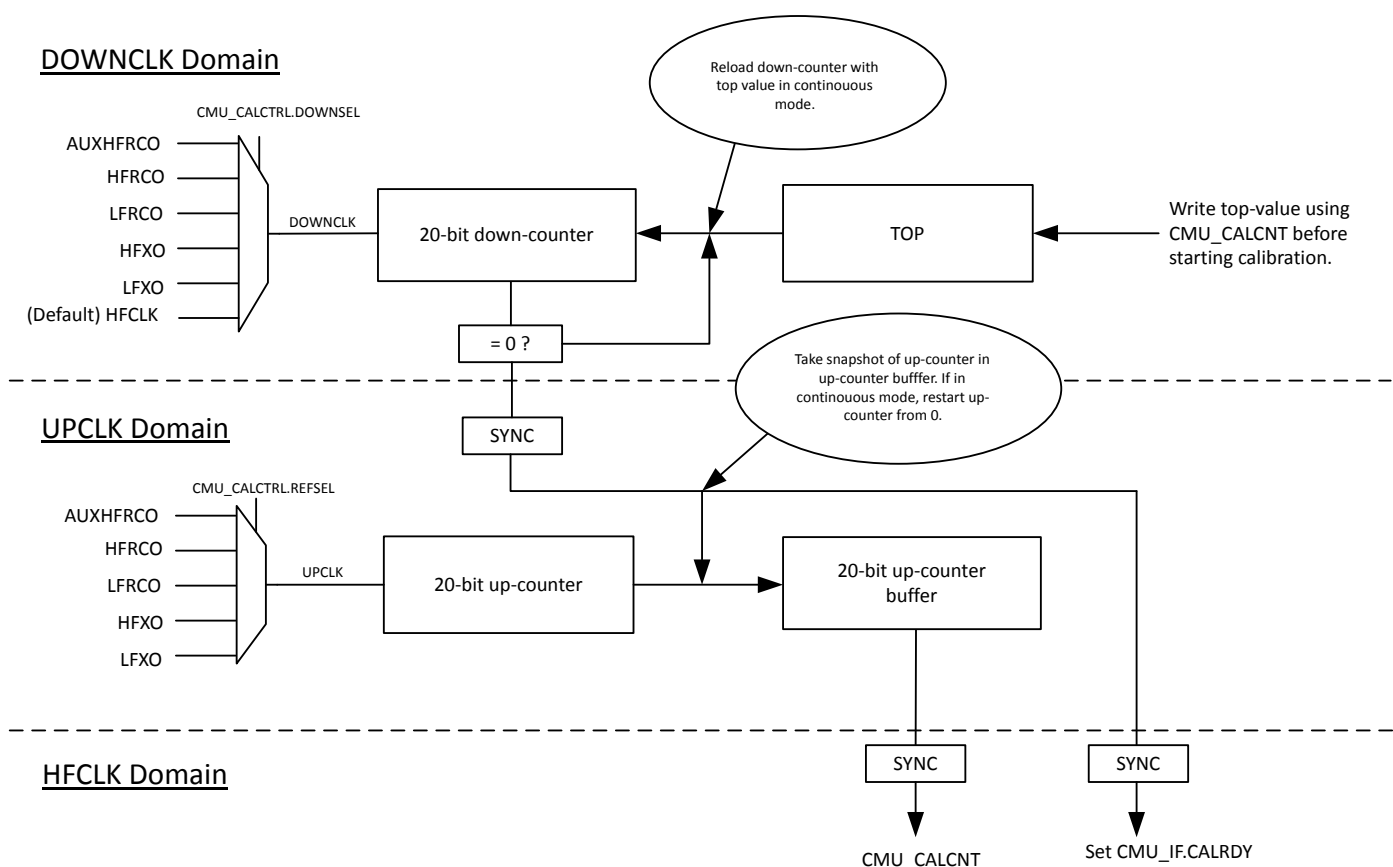 DOWNCLK Domain
Reload down-counter with
top value in continouous
mode.
CMU_CALCTRL.DOWNSEL
AUXHFRCO
HFRCO
LFRCO
HFXO
LFXO
(Default) HFCLK
DOWNCLK
20-bit down-counter
TOP
Write top-value using
CMU_CALCNT before
starting calibration.
= 0 ?
Take snapshot of up-counter in
up-counter bufffer. If in
continouous mode, restart up-
counter from 0.
UPCLK Domain
SYNC
CMU_CALCTRL.REFSEL
AUXHFRCO
HFRCO
LFRCO
HFXO
LFXO
UPCLK
20-bit up-counter
20-bit up-counter
buffer
HFCLK Domain
SYNC
SYNC
CMU_CALCNT
Set CMU_IF.CALRDY